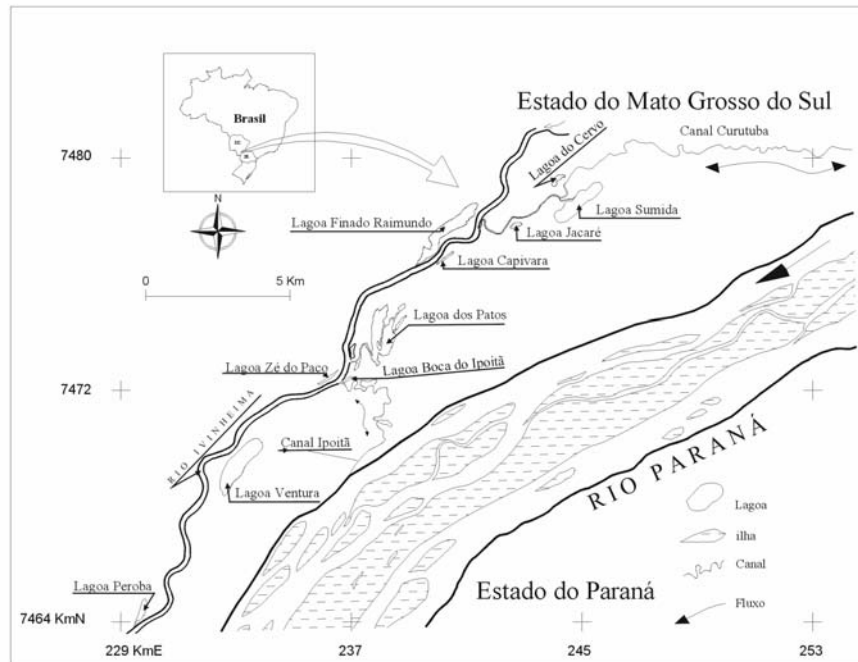 Brasil
Estado do Mato Grosso do Sul
Canal Curutuba
7480
Lagoa do Cervo
N
Lagoa Finado Raimundo
Lagoa Sumida
Lagoa Jacaré
Lagoa Capivara
0 5 Km
Lagoa dos Patos
Lagoa Zé do Paco
Lagoa Boca do Ipoitã
7472
RIO IVINHEIMA
Canal Ipoitã
Lagoa Ventura
RIO PARANÁ
Lagoa
ilha
Canal
Fluxo
Lagoa Peroba
Estado do Paraná
7464 KmN
229 KmE 237 245 253